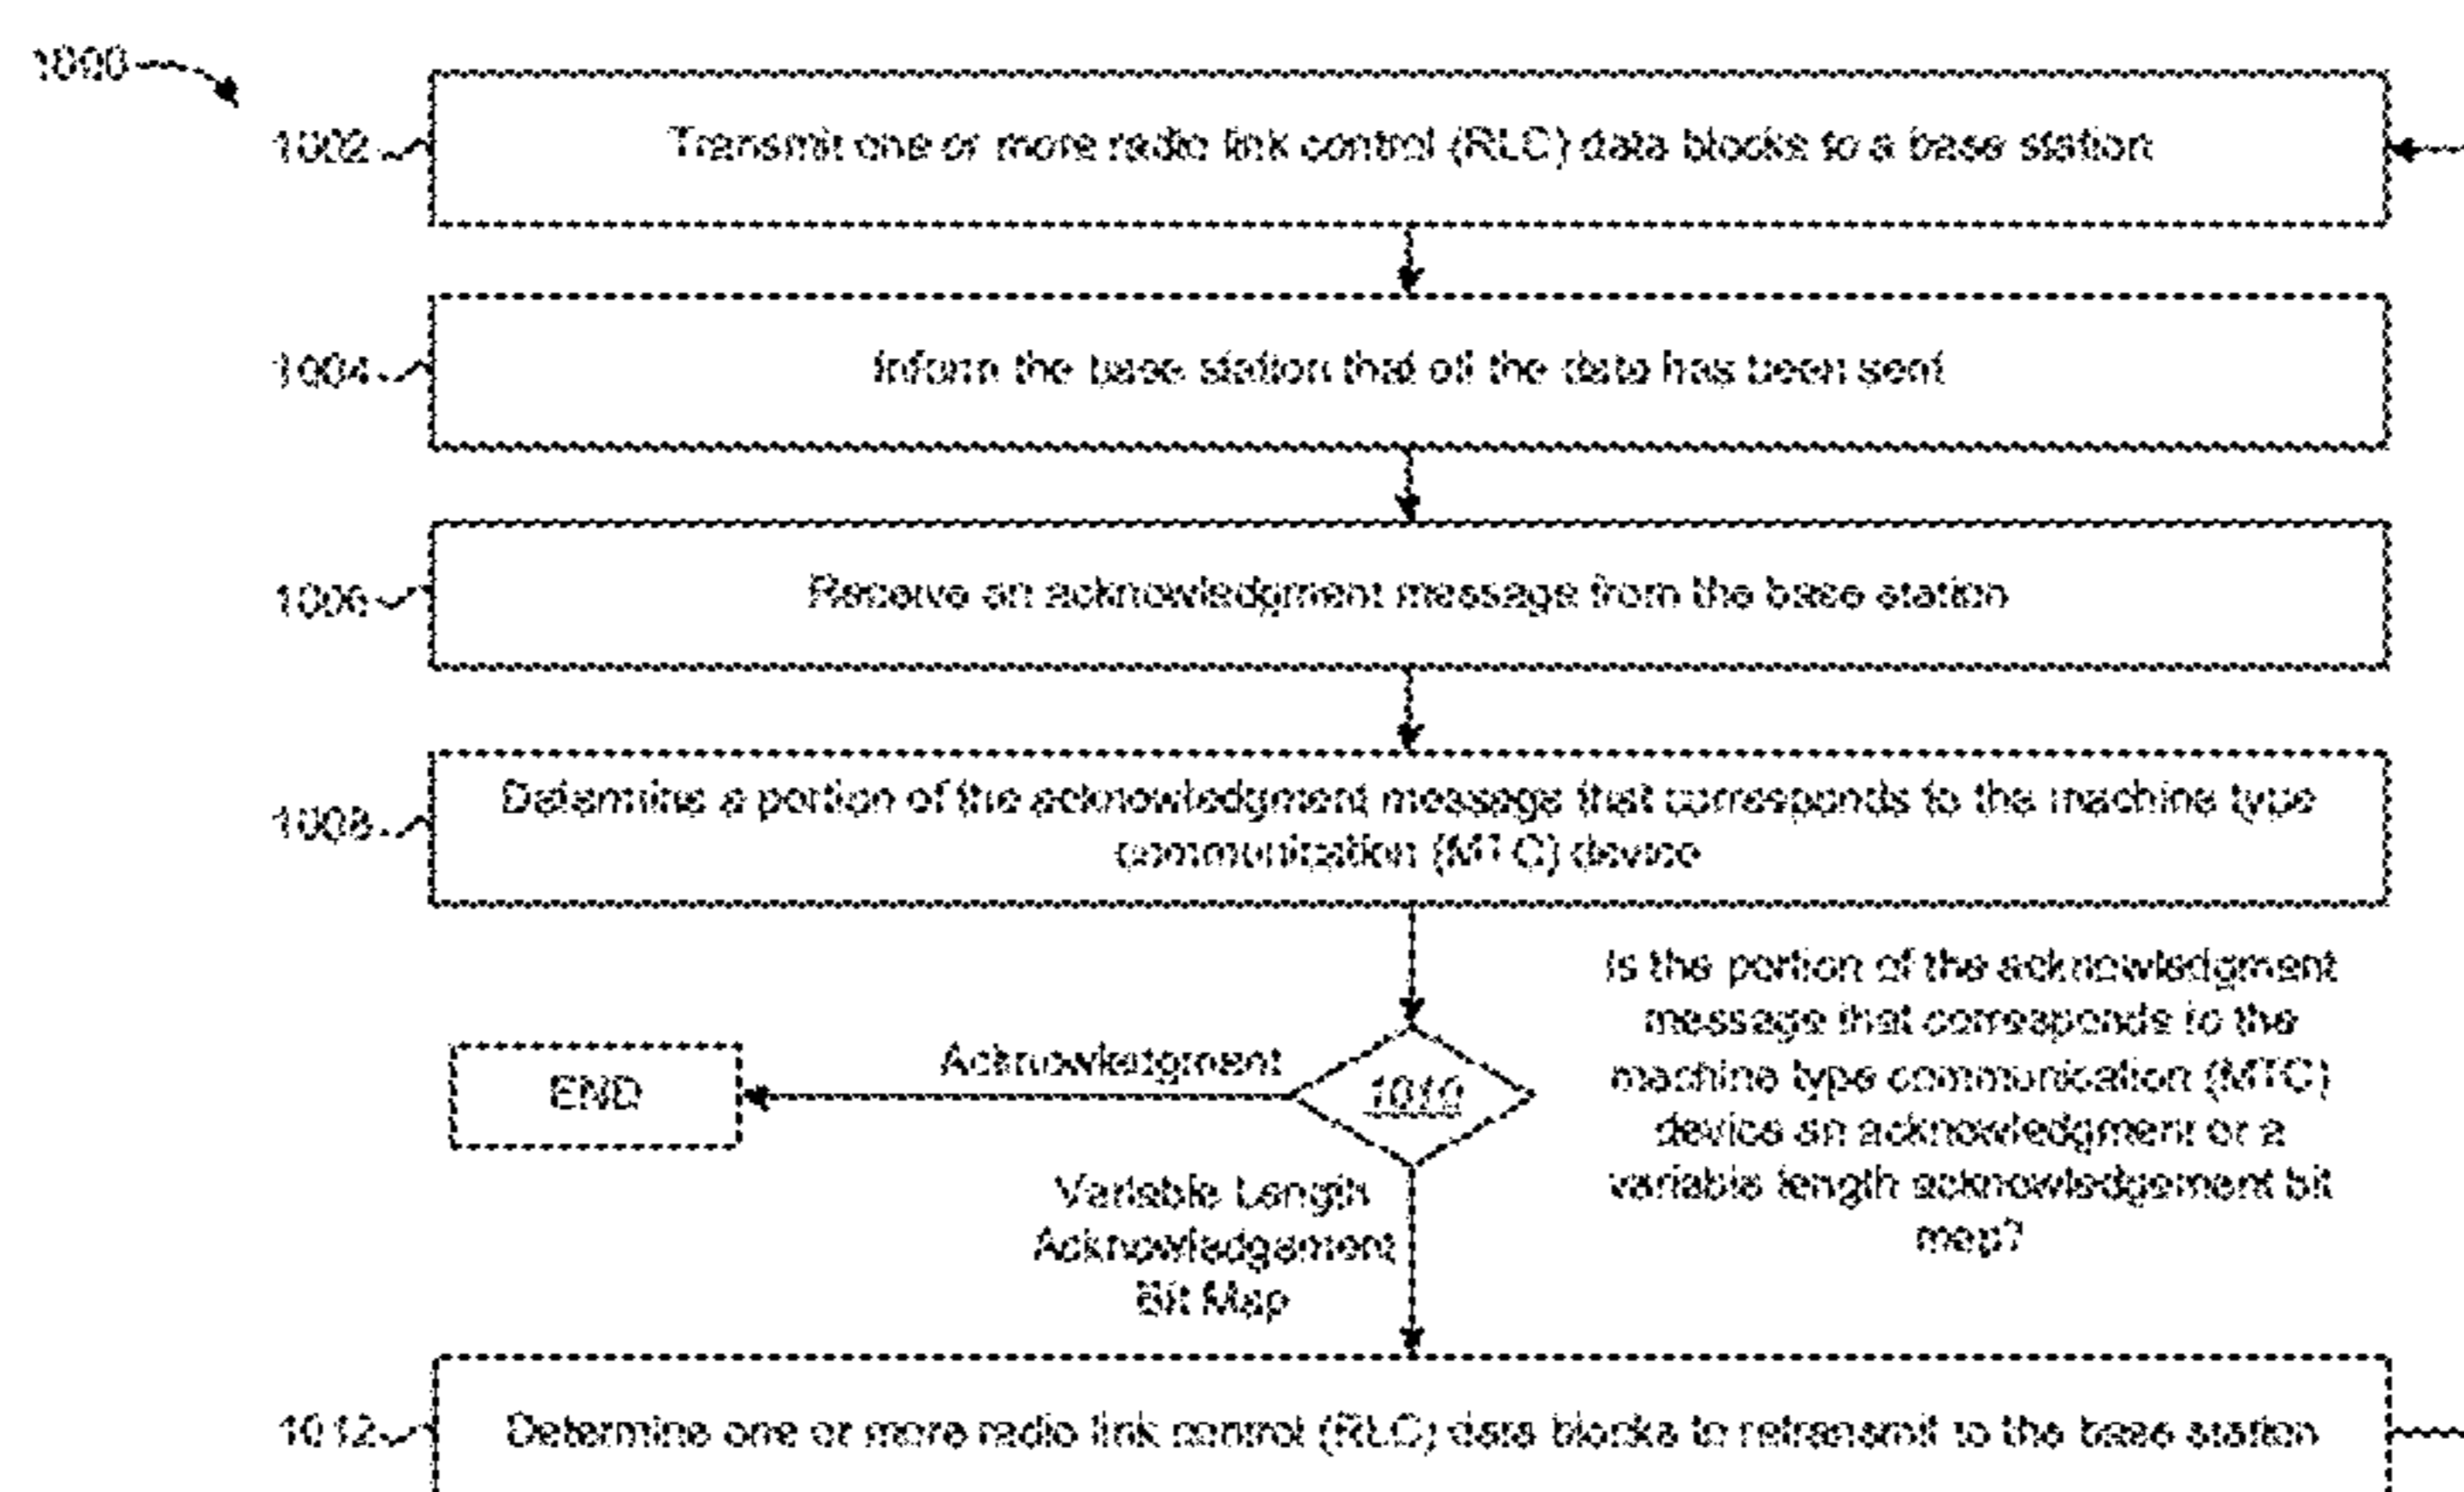 1000
1002
Transmit one or more radio link control (RLC) data blocks to a base station
1004
Inform the base station that all the data has been sent
1006
Receive an acknowledgment message from the base station
1008
Determine a portion of the acknowledgment message that corresponds to the machine type
communication (MTC) device
Is the portion of the acknowledgment
message that corresponds to the
machine type communication (MTC)
device an acknowledgment or a
variable length acknowledgement bit
map?
Acknowledgment
END
1010
Variable Length
Acknowledgement
Bit Map
1012
Determine one or more radio link control (RLC) data blocks to retransmit to the base station